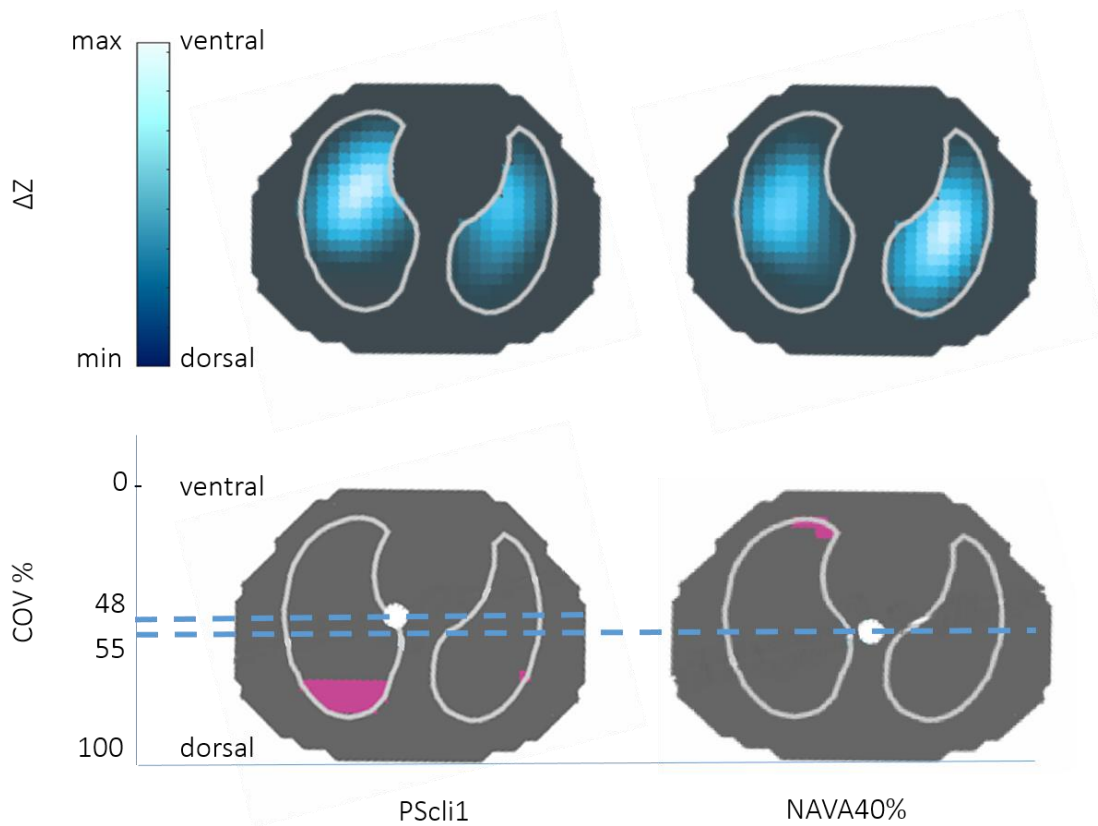 max ventral
ΔZ
min dorsal
0 ventral
48
COV %
55
100 dorsal
PScli1 NAVA40%